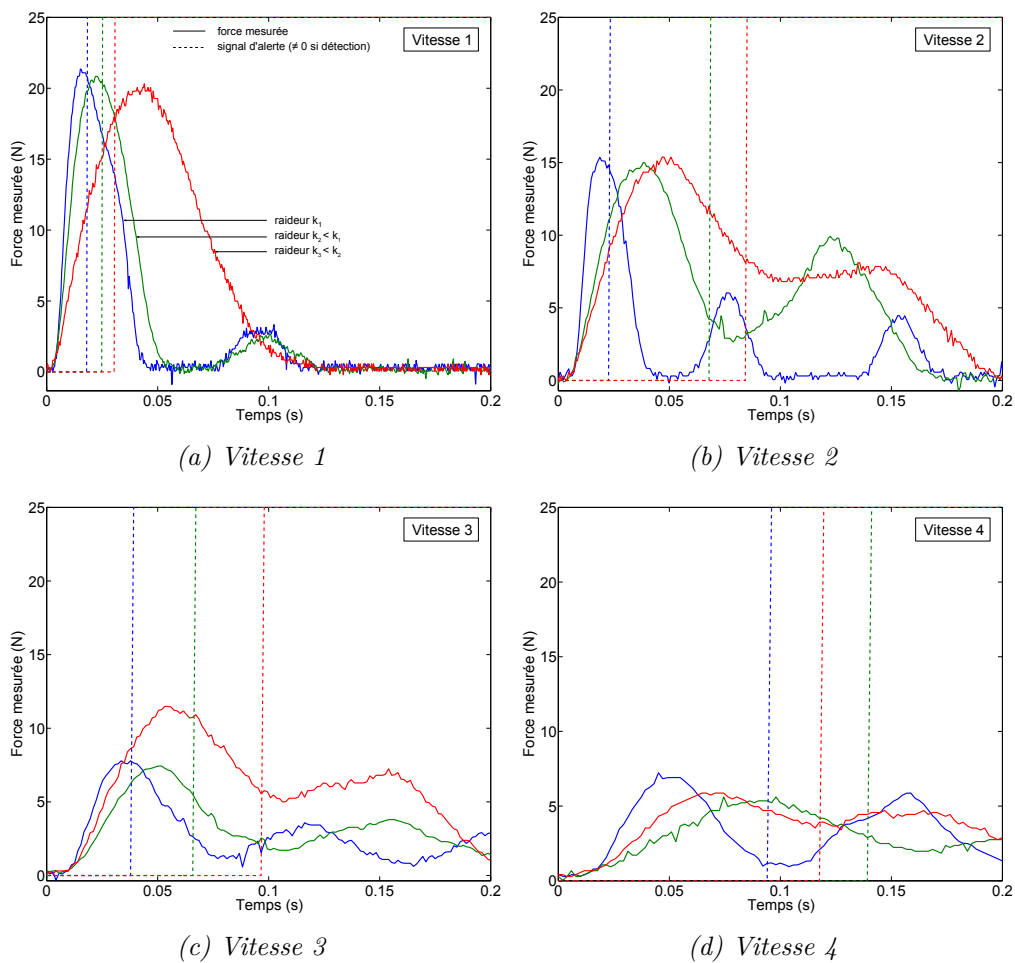 25
20
15
10
5
0
Force mesurée (N)
force mesurée
signal d'alerte (≠ 0 si détection)
Vitesse 1
raideur k1
raideur k2 < k1
raideur k3 < k2
0 0.05 0.1 0.15 0.2
Temps (s)
(a) Vitesse 1
25
20
15
10
5
0
Force mesurée (N)
Vitesse 2
0 0.05 0.1 0.15 0.2
Temps (s)
(b) Vitesse 2
25
20
15
10
5
0
Force mesurée (N)
Vitesse 3
0 0.05 0.1 0.15 0.2
Temps (s)
(c) Vitesse 3
25
20
15
10
5
0
Force mesurée (N)
Vitesse 4
0 0.05 0.1 0.15 0.2
Temps (s)
(d) Vitesse 4